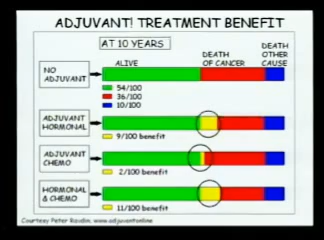 ADJUVANT! TREATMENT BENEFIT
AT 10 YEARS
ALIVE
DEATH OF CANCER
DEATH OTHER CAUSE
NO ADJUVANT
54/100
36/100
10/100
ADJUVANT HORMONAL
9/100 benefit
ADJUVANT CHEMO
2/100 benefit
HORMONAL & CHEMO
11/100 benefit
Courtesy Peter Ravdin, www.adjuvantonline